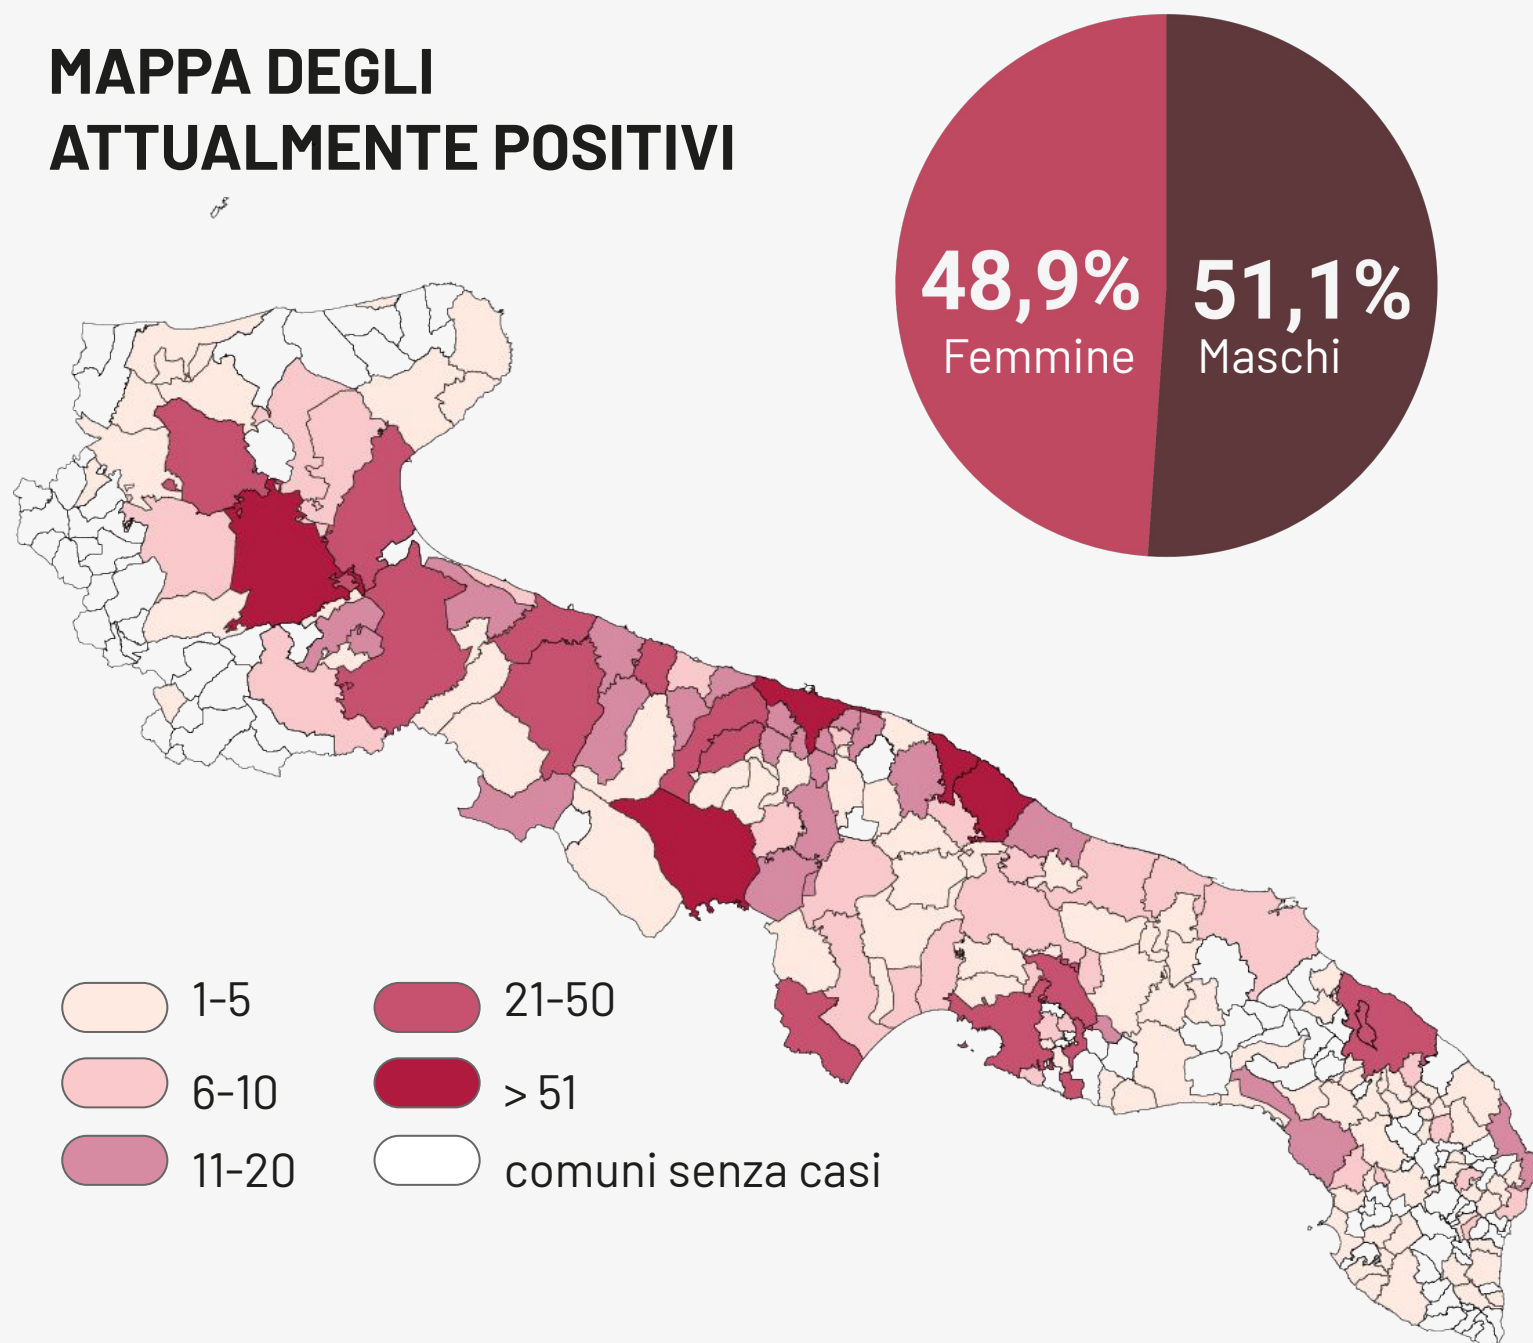 MAPPA DEGLI
ATTUALMENTE POSITIVI
48,9%
Femmine
51,1%
Maschi
1-5
6-10
11-20
21-50
> 51
comuni senza casi